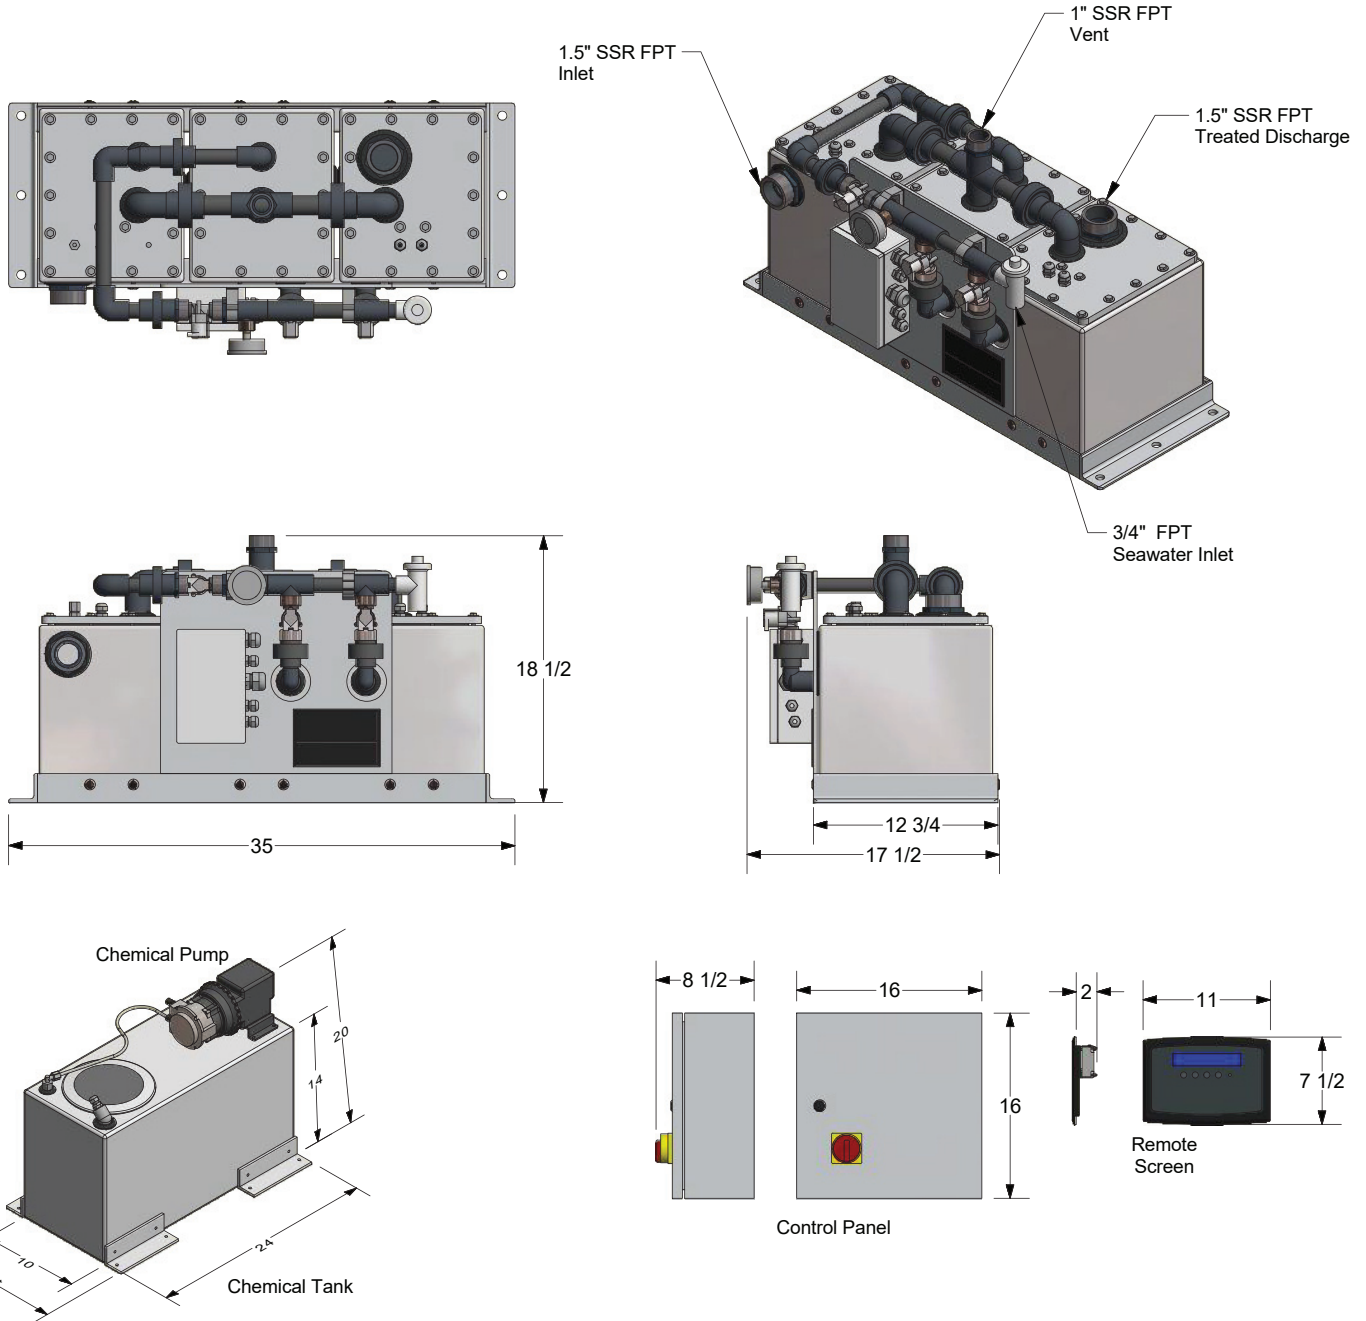 1" SSR FPT
Vent
1.5" SSR FPT
Inlet
1.5" SSR FPT
Treated Discharge
3/4" FPT
Seawater Inlet
18 1/2
35
12 3/4
17 1/2
Chemical Pump
20
14
10
24
Chemical Tank
8 1/2
16
16
Control Panel
2
11
7 1/2
Remote
Screen